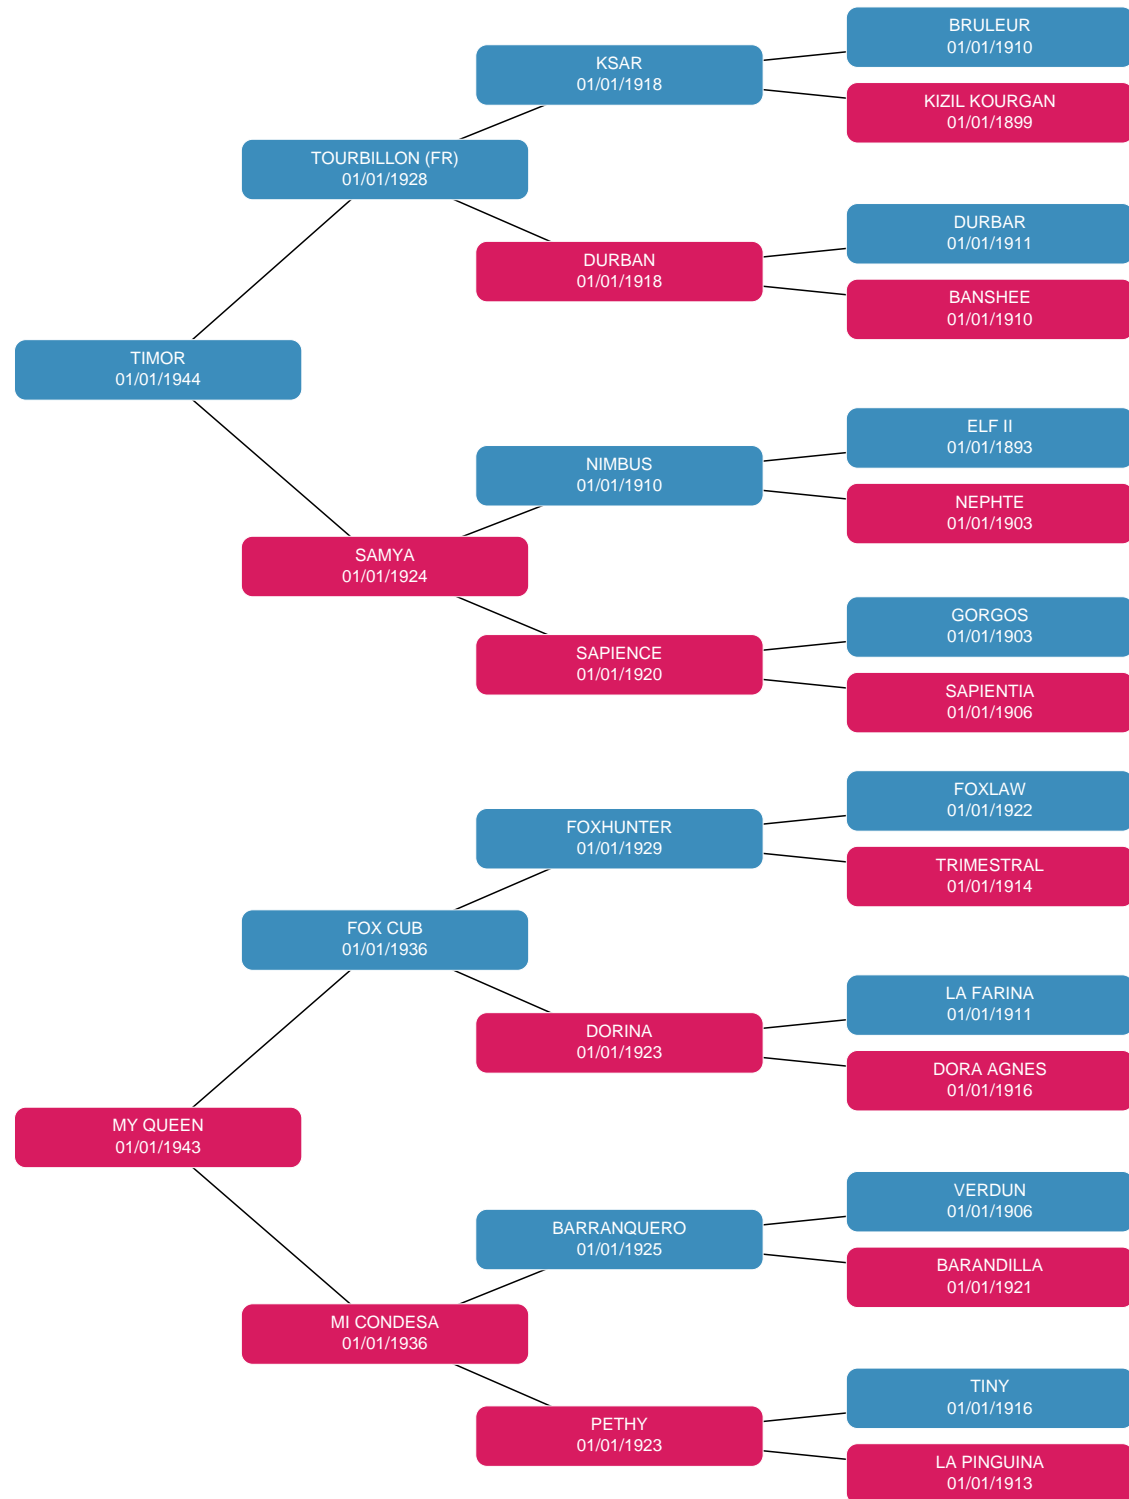 BRULEUR
01/01/1910
KSAR
01/01/1918
KIZIL KOURGAN
01/01/1899
TOURBILLON (FR)
01/01/1928
DURBAR
01/01/1911
DURBAN
01/01/1918
BANSHEE
01/01/1910
TIMOR
01/01/1944
ELF II
01/01/1893
NIMBUS
01/01/1910
NEPHTE
01/01/1903
SAMYA
01/01/1924
GORGOS
01/01/1903
SAPIENCE
01/01/1920
SAPIENTIA
01/01/1906
FOXLAW
01/01/1922
FOXHUNTER
01/01/1929
TRIMESTRAL
01/01/1914
FOX CUB
01/01/1936
LA FARINA
01/01/1911
DORINA
01/01/1923
DORA AGNES
01/01/1916
MY QUEEN
01/01/1943
VERDUN
01/01/1906
BARRANQUERO
01/01/1925
BARANDILLA
01/01/1921
MI CONDESA
01/01/1936
TINY
01/01/1916
PETHY
01/01/1923
LA PINGUINA
01/01/1913